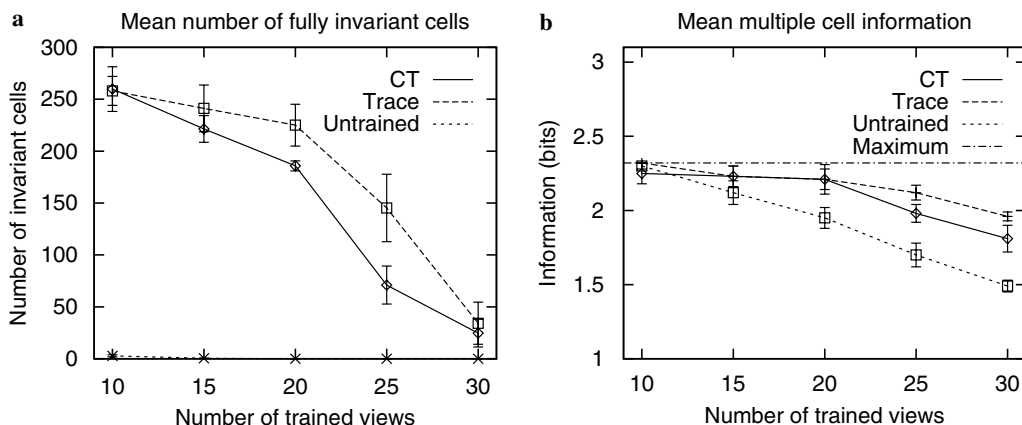 a
Mean number of fully invariant cells
Number of invariant cells
300
250
200
150
100
50
0
CT
Trace
Untrained
10 15 20 25 30
Number of trained views
b
Mean multiple cell information
Information (bits)
3
2.5
2
1.5
1
CT
Trace
Untrained
Maximum
10 15 20 25 30
Number of trained views